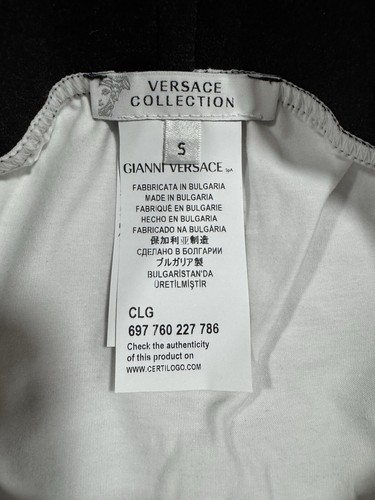 VERSACE
COLLECTION
S
GIANNI VERSACE SpA
FABBRICATA IN BULGARIA
MADE IN BULGARIA
FABRIQUÉ EN BULGARIE
HECHO EN BULGARIA
FABRICADO NA BULGÁRIA
保加利亚制造
СДЕЛАНО В БОЛГАРИИ
ブルガリア製
BULGARİSTAN'DA
ÜRETİLMİŞTİR
CLG
697 760 227 786
Check the authenticity
of this product on
WWW.CERTILOGO.COM